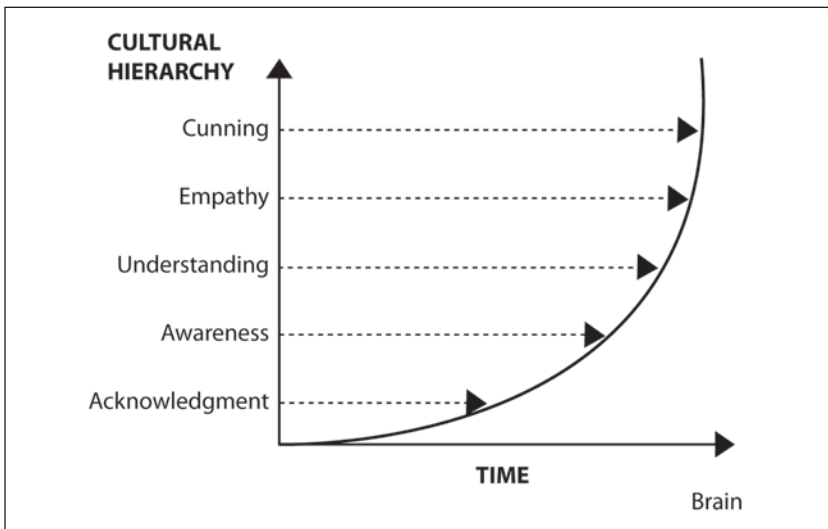 CULTURAL
HIERARCHY
Cunning
Empathy
Understanding
Awareness
Acknowledgment
TIME
Brain